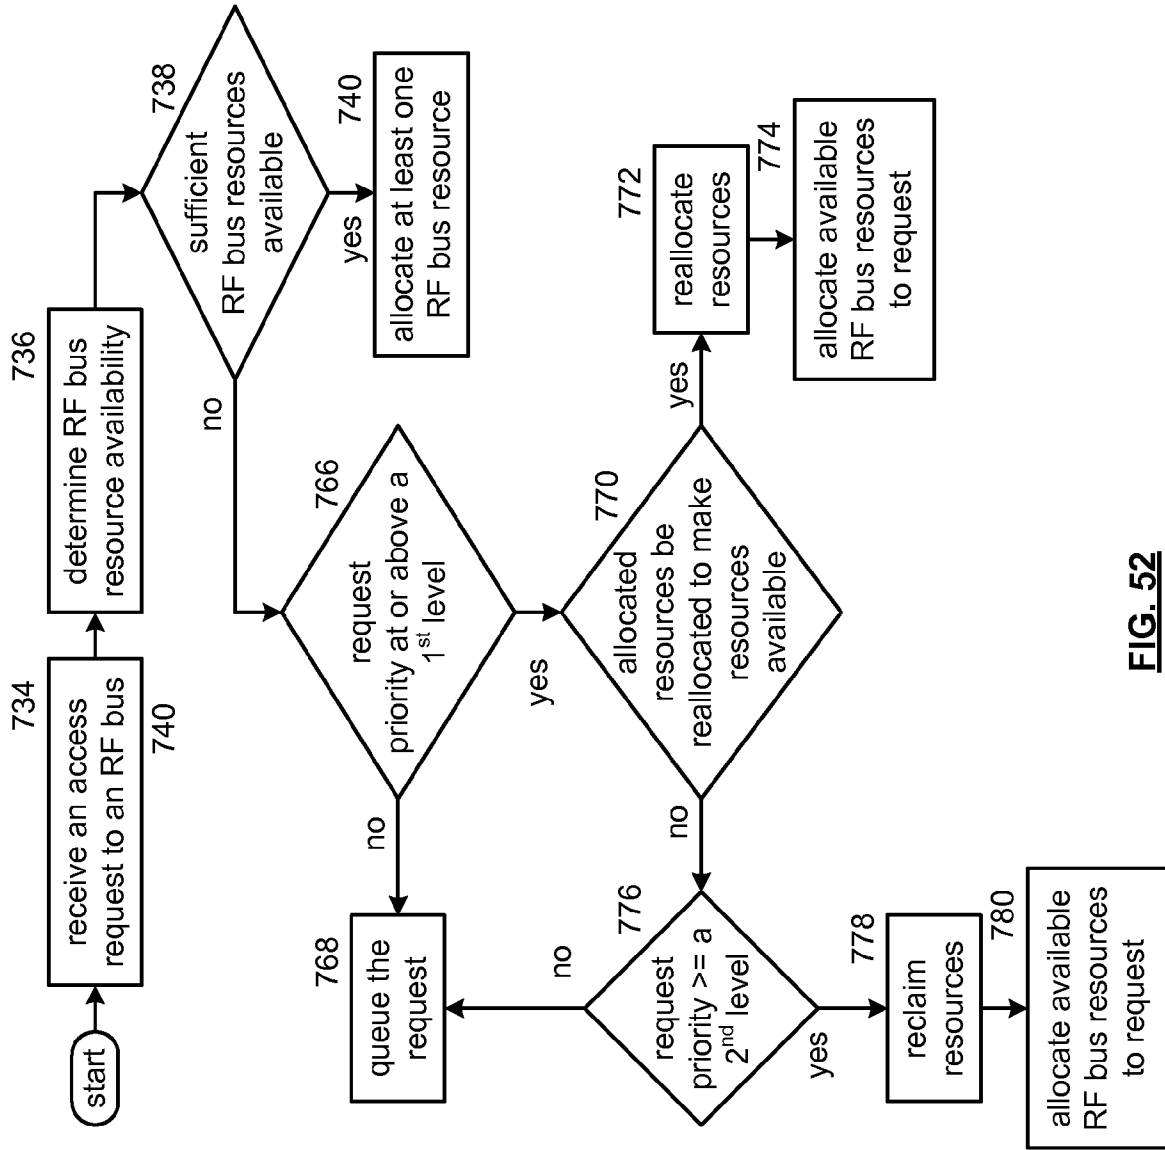 start
734
receive an access
request to an RF bus
740
736
determine RF bus
resource availability
738
sufficient
RF bus resources
available
no
yes
740
allocate at least one
RF bus resource
766
request
priority at or above a
1st level
no
yes
768
queue the
request
770
allocated
resources be
reallocated to make
resources
available
yes
no
772
reallocate
resources
774
allocate available
RF bus resources
to request
776
request
priority >= a
2nd level
no
yes
778
reclaim
resources
780
allocate available
RF bus resources
to request
FIG. 52